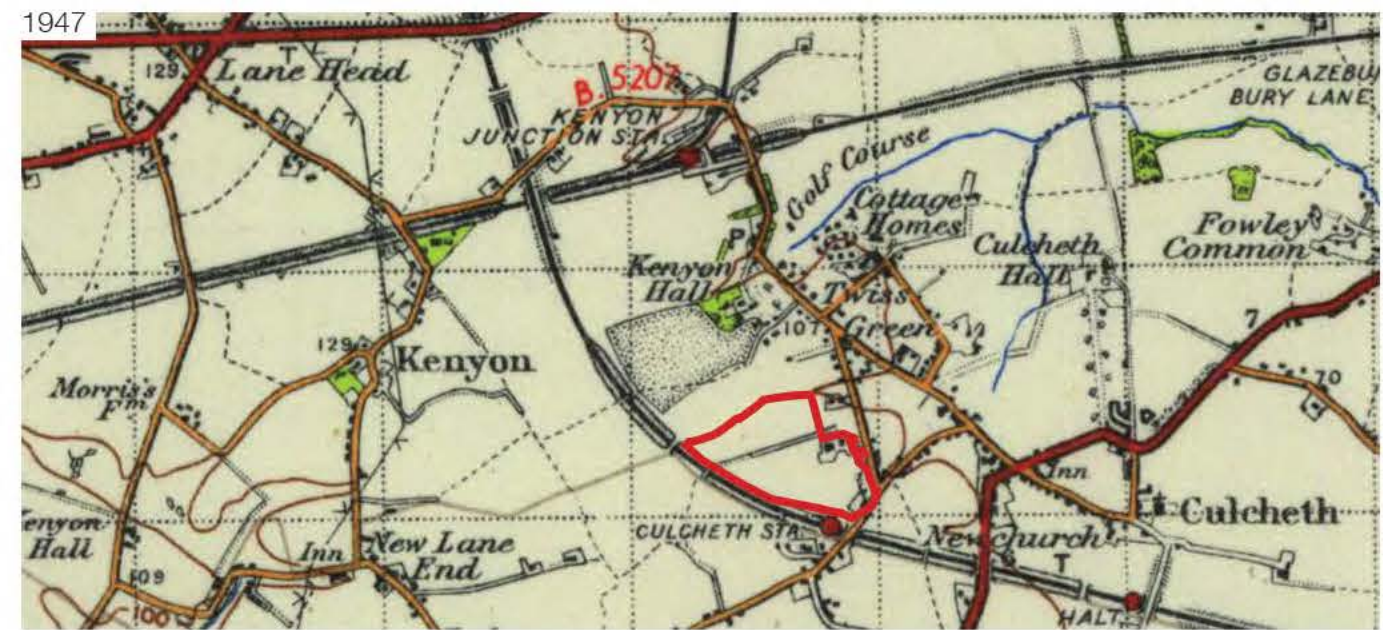 1947
129
Lane Head
T
B. 5207
KENYON
JUNCTION STA.
GLAZEBU
BURY LANE
Golf Course
Cottage
Homes
P
Culcheth
Hall
Fowley
Common
Kenyon
Hall
Twiss
Green
107
7
129
Kenyon
70
Morris's
Fm
Inn
CULCHETH STA.
Culcheth
enyon
Hall
Inn
New Lane
End
Newchurch
T
109
100
HALT